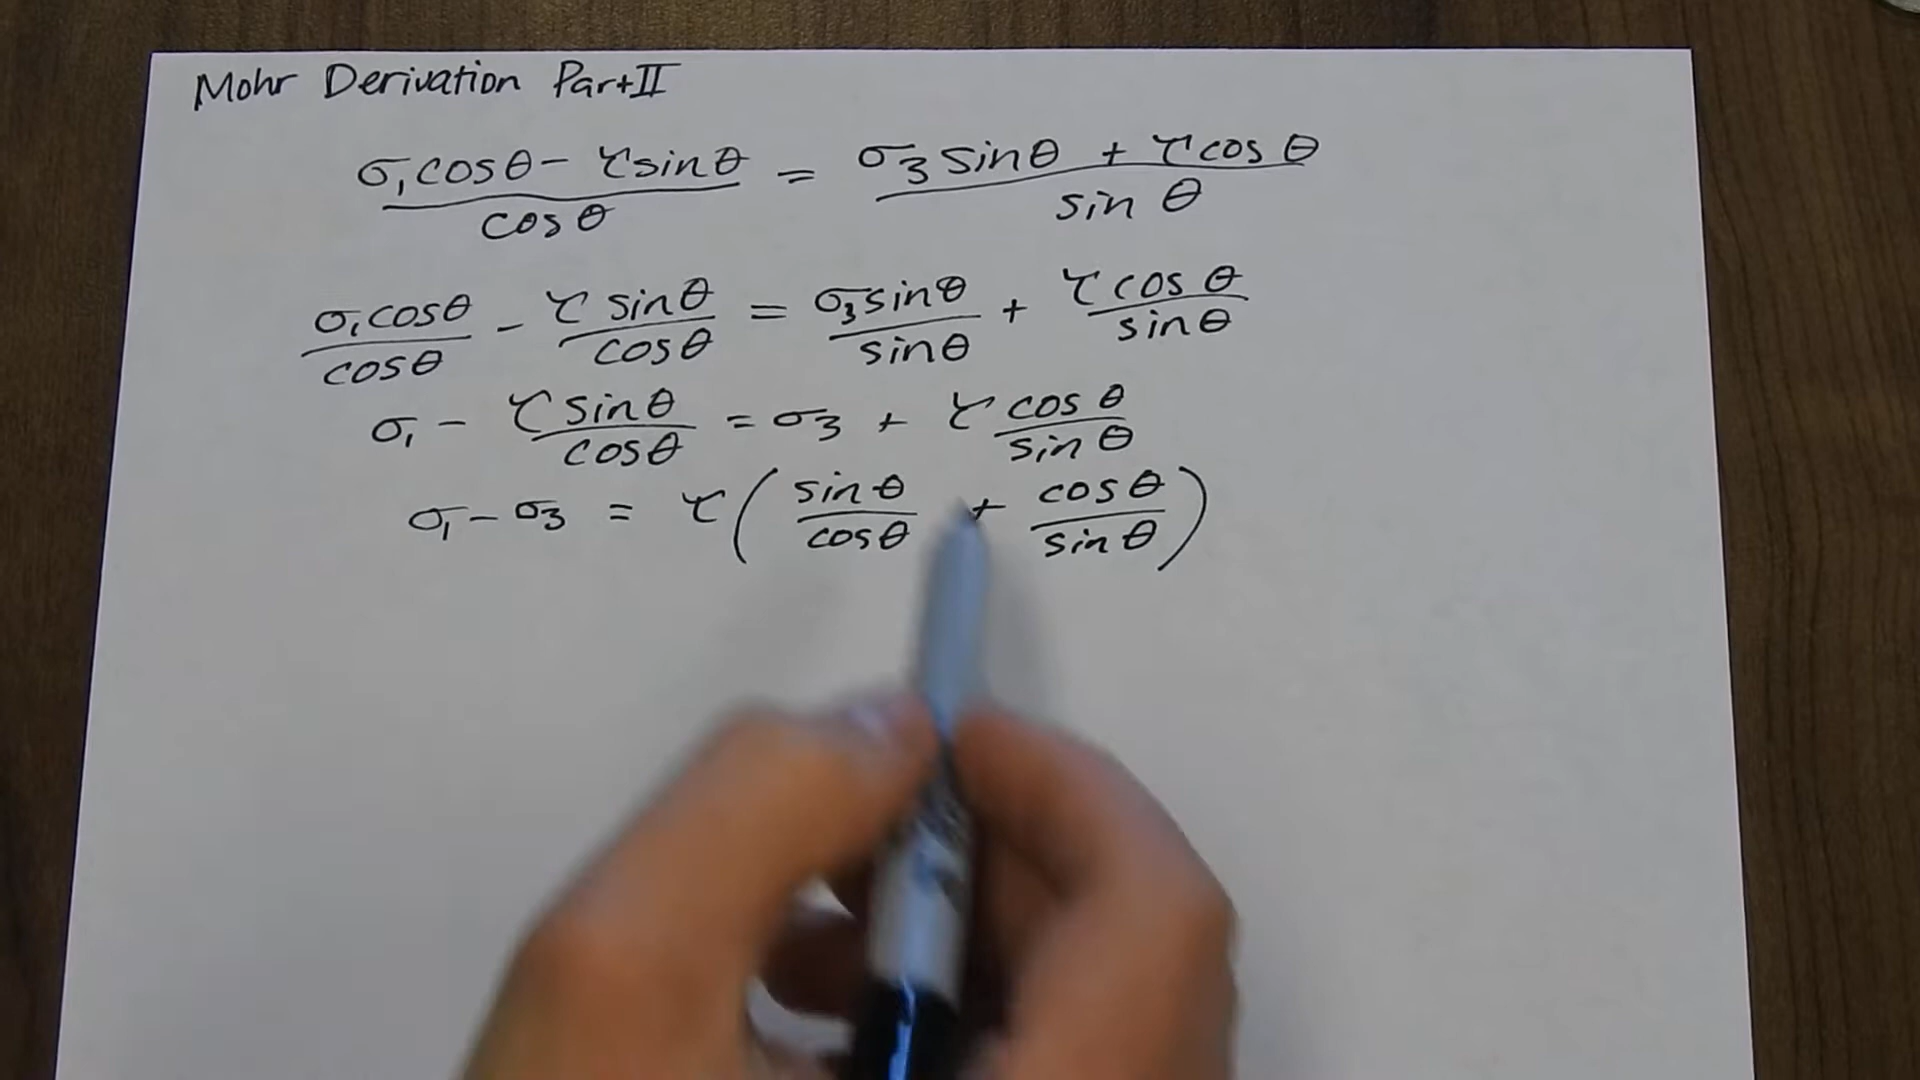 Mohr Derivation Part II
(σ₁cosθ - τsinθ)/cosθ = (σ₃sinθ + τcosθ)/sinθ
σ₁cosθ/cosθ - τsinθ/cosθ = σ₃sinθ/sinθ + τcosθ/sinθ
σ₁ - τsinθ/cosθ = σ₃ + τ cosθ/sinθ
σ₁ - σ₃ = τ(sinθ/cosθ + cosθ/sinθ)